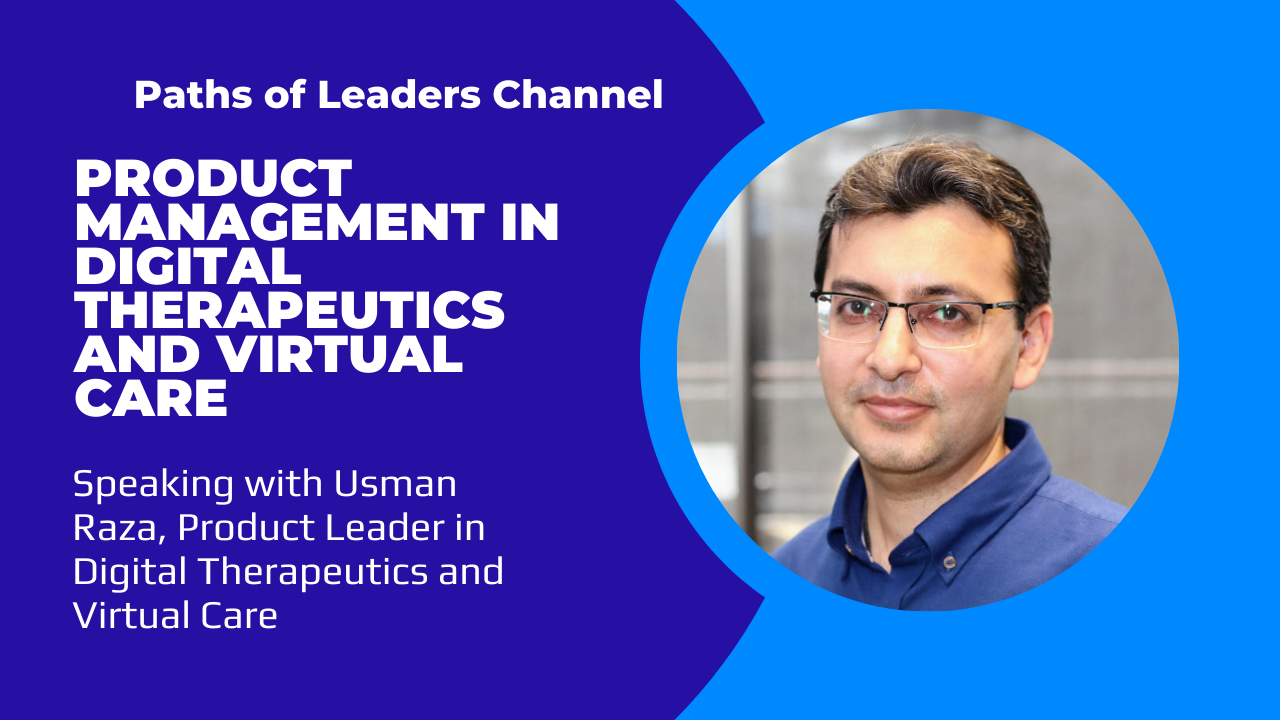 Paths of Leaders Channel
PRODUCT
MANAGEMENT IN
DIGITAL
THERAPEUTICS
AND VIRTUAL
CARE
Speaking with Usman
Raza, Product Leader in
Digital Therapeutics and
Virtual Care